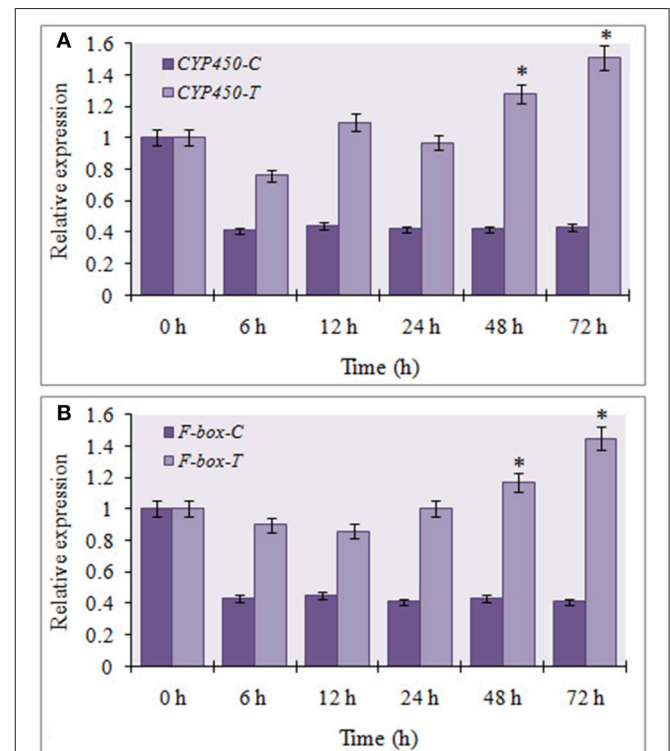 A
1.6
1.4
1.2
1
0.8
0.6
0.4
0.2
0
Relative expression
CYP450-C
CYP450-T
*
*
0 h 6 h 12 h 24 h 48 h 72 h
Time (h)
B
1.6
1.4
1.2
1
0.8
0.6
0.4
0.2
0
Relative expression
F-box-C
F-box-T
*
*
0 h 6 h 12 h 24 h 48 h 72 h
Time (h)